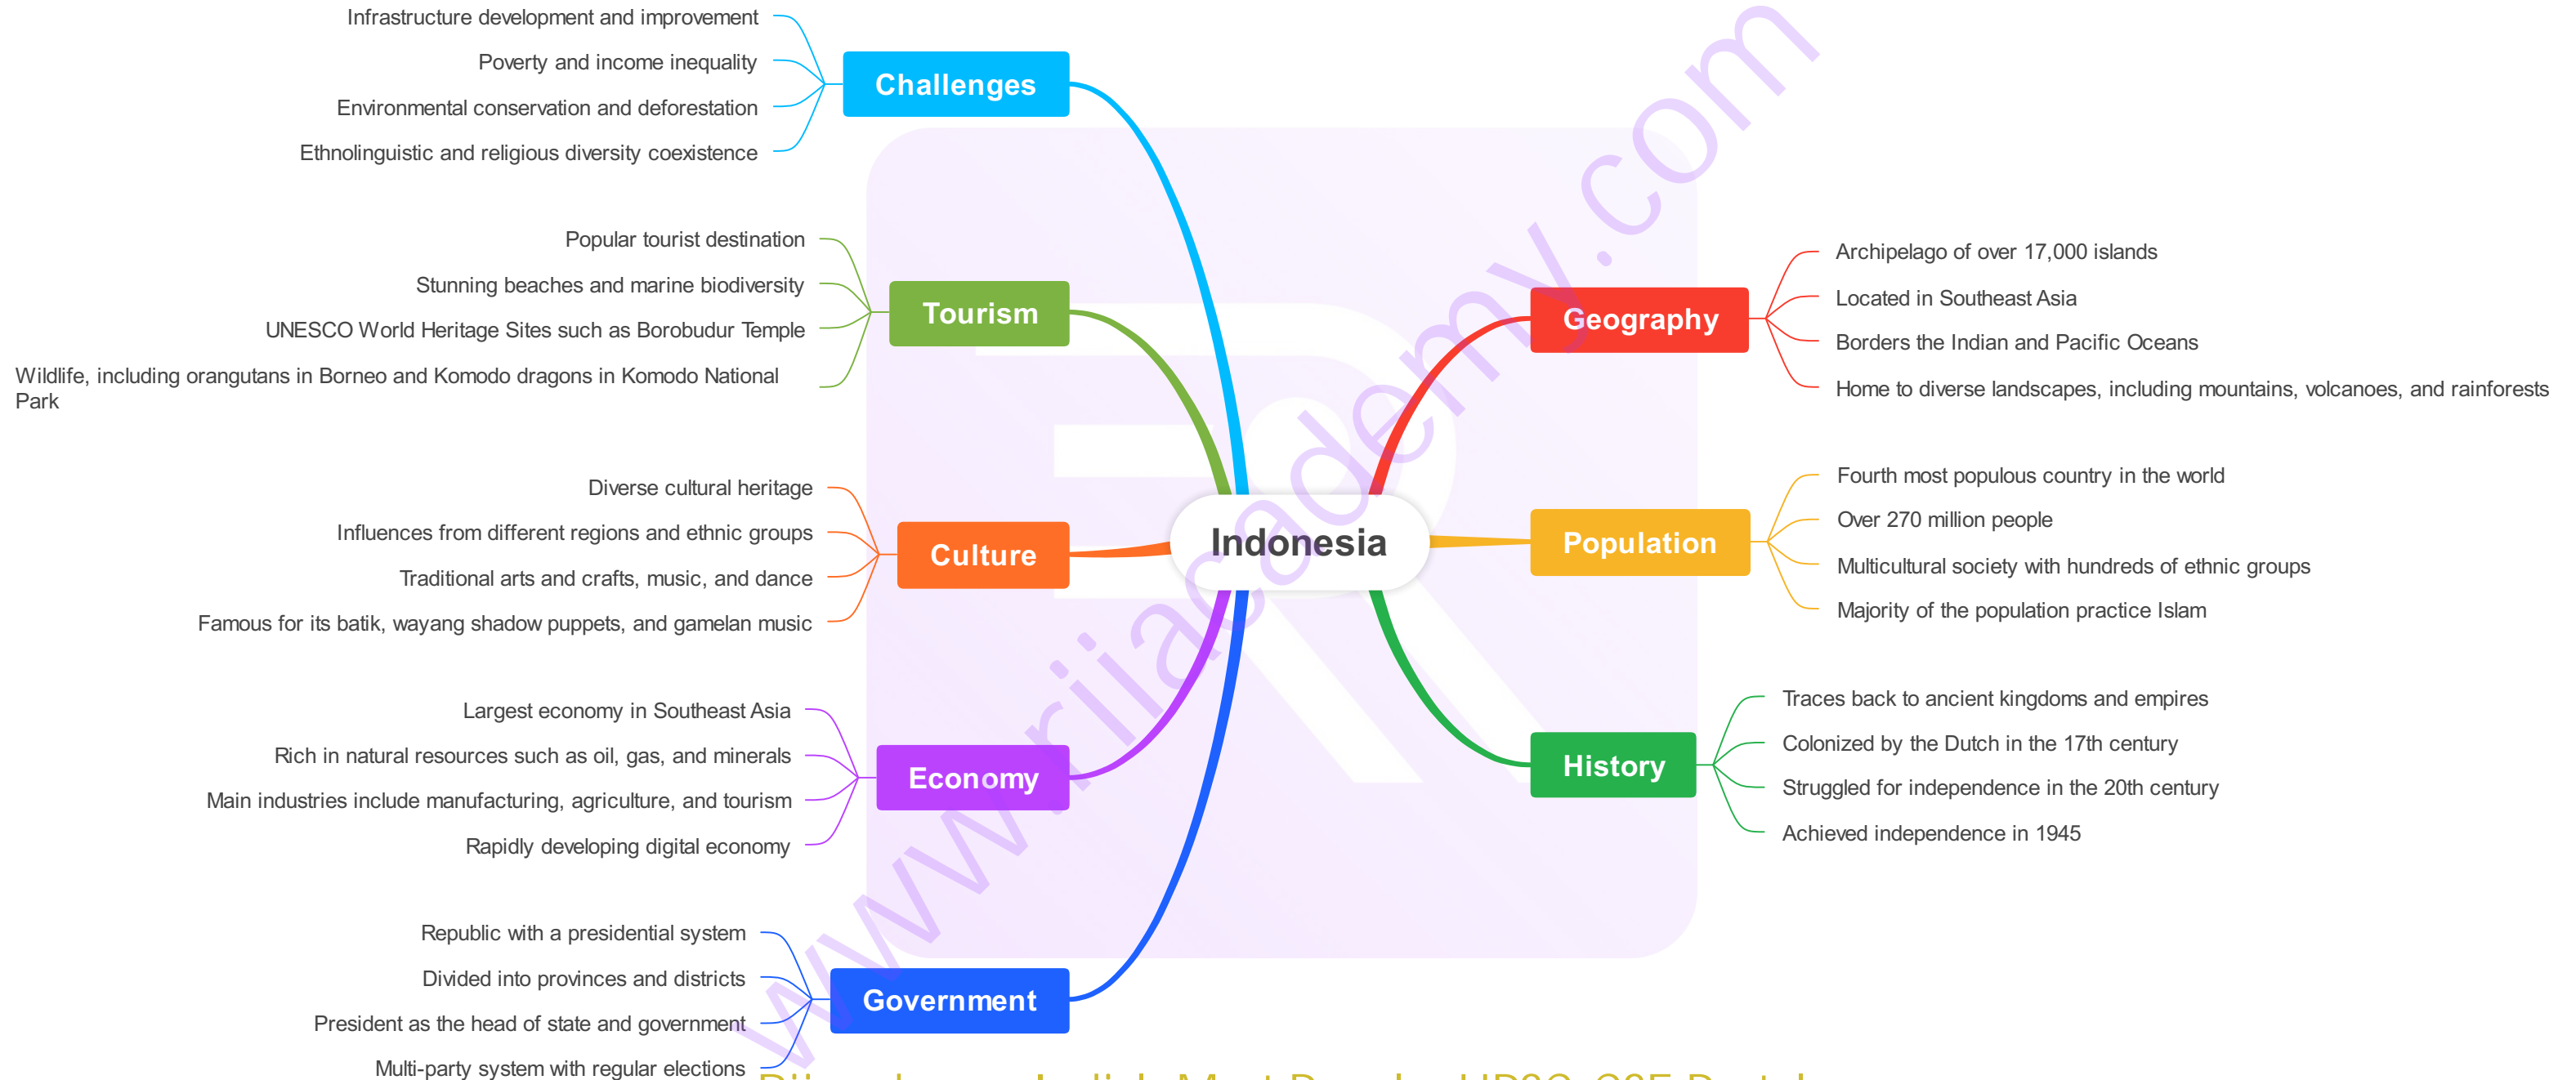 Infrastructure development and improvement
Poverty and income inequality
Environmental conservation and deforestation
Ethnolinguistic and religious diversity coexistence
Challenges
Popular tourist destination
Stunning beaches and marine biodiversity
UNESCO World Heritage Sites such as Borobudur Temple
Wildlife, including orangutans in Borneo and Komodo dragons in Komodo National
Park
Tourism
Diverse cultural heritage
Influences from different regions and ethnic groups
Traditional arts and crafts, music, and dance
Famous for its batik, wayang shadow puppets, and gamelan music
Culture
Largest economy in Southeast Asia
Rich in natural resources such as oil, gas, and minerals
Main industries include manufacturing, agriculture, and tourism
Rapidly developing digital economy
Economy
Republic with a presidential system
Divided into provinces and districts
President as the head of state and government
Multi-party system with regular elections
Government
Indonesia
Geography
Archipelago of over 17,000 islands
Located in Southeast Asia
Borders the Indian and Pacific Oceans
Home to diverse landscapes, including mountains, volcanoes, and rainforests
Population
Fourth most populous country in the world
Over 270 million people
Multicultural society with hundreds of ethnic groups
Majority of the population practice Islam
History
Traces back to ancient kingdoms and empires
Colonized by the Dutch in the 17th century
Struggled for independence in the 20th century
Achieved independence in 1945
www.riiacademy.com